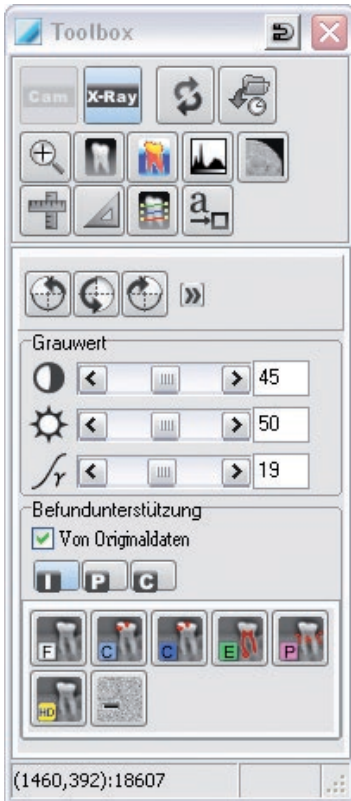 Toolbox
Cam X-Ray
a
Grauwert
45
50
γ 19
Befundunterstützung
Von Originaldaten
I P C
F C C E P
HD
(1460,392):18607